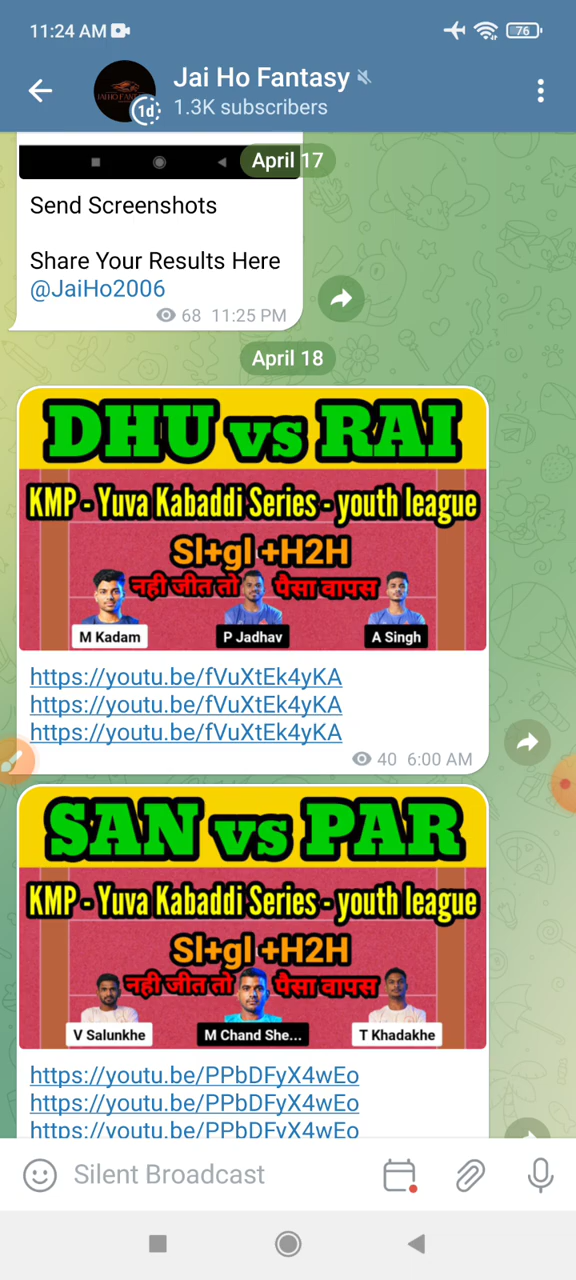 11:24 AM
76
Jai Ho Fantasy
1d
1.3K subscribers
April 17
Send Screenshots
Share Your Results Here
@JaiHo2006
68 11:25 PM
April 18
DHU vs RAI
KMP - Yuva Kabaddi Series - youth league
Sl+gl +H2H
नही जीत तो पैसा वापस
M Kadam
P Jadhav
A Singh
https://youtu.be/fVuXtEk4yKA
https://youtu.be/fVuXtEk4yKA
https://youtu.be/fVuXtEk4yKA
40 6:00 AM
SAN vs PAR
KMP - Yuva Kabaddi Series - youth league
Sl+gl +H2H
नही जीत तो पैसा वापस
V Salunkhe
M Chand She...
T Khadakhe
https://youtu.be/PPbDFyX4wEo
https://youtu.be/PPbDFyX4wEo
https://youtu.be/PPbDFyX4wEo
Silent Broadcast